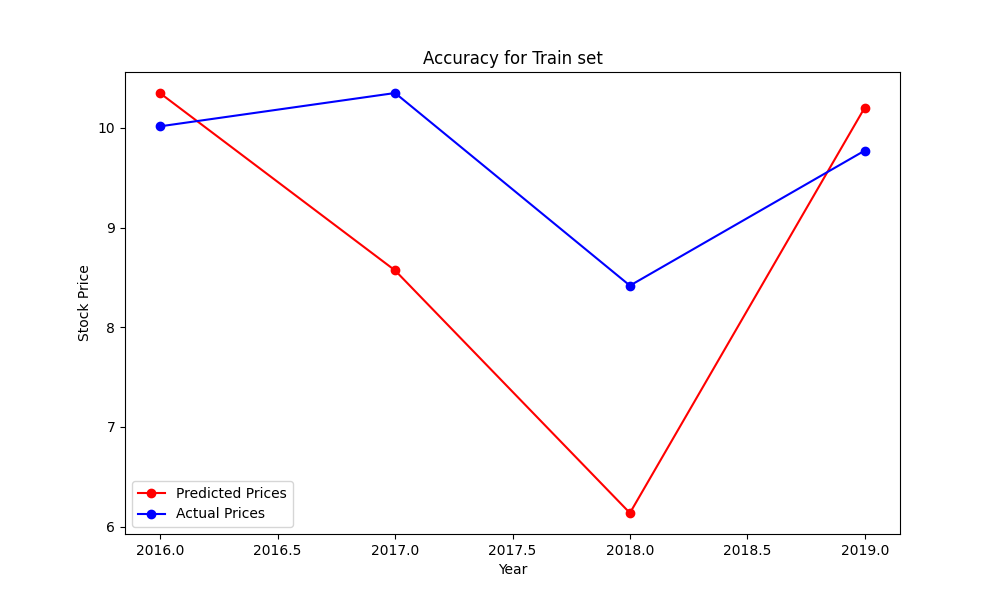 Accuracy for Train set
Stock Price
10
9
8
7
6
Predicted Prices
Actual Prices
2016.0 2016.5 2017.0 2017.5 2018.0 2018.5 2019.0
Year